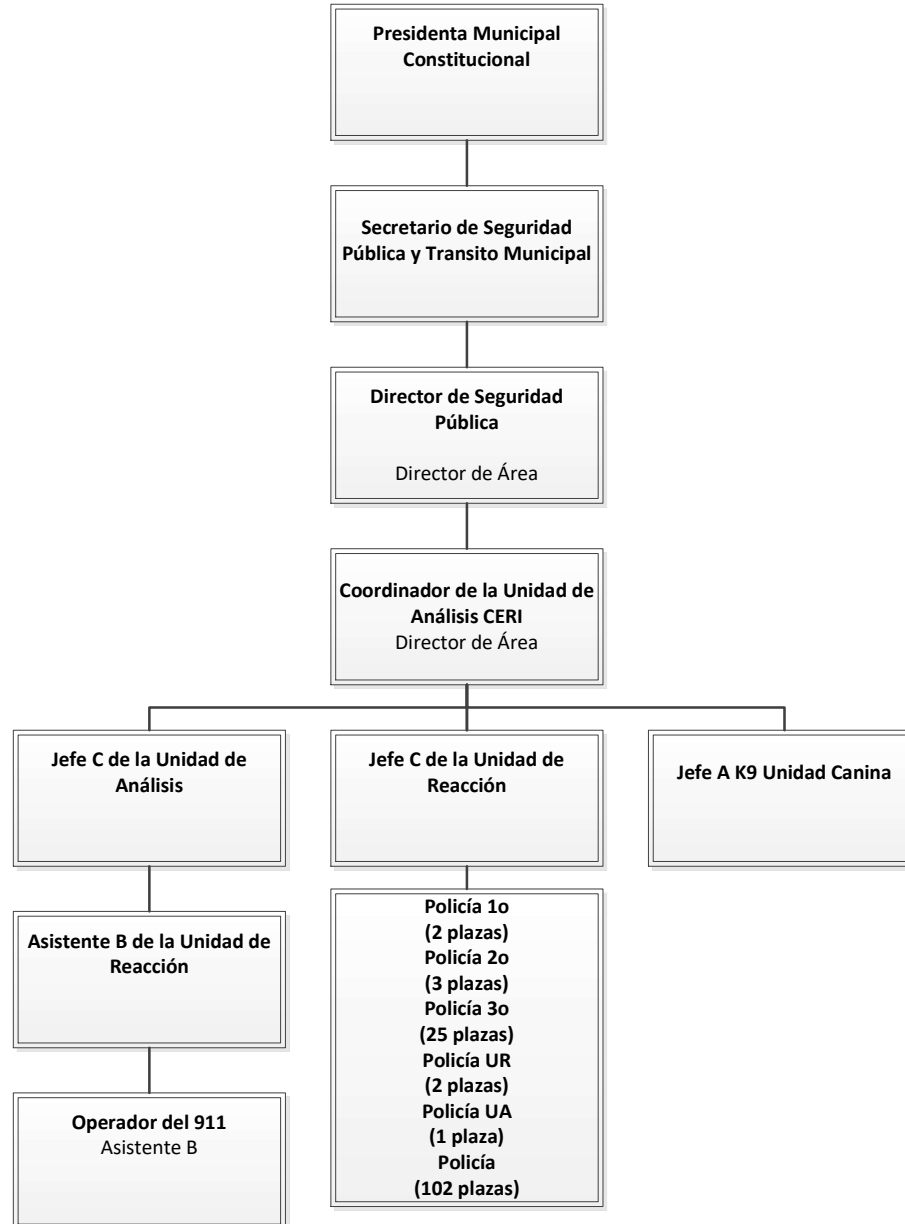 Presidenta Municipal
Constitucional
Secretario de Seguridad
Pública y Transito Municipal
Director de Seguridad
Pública
Director de Área
Coordinador de la Unidad de
Análisis CERI
Director de Área
Jefe C de la Unidad de
Análisis
Jefe C de la Unidad de
Reacción
Jefe A K9 Unidad Canina
Asistente B de la Unidad de
Reacción
Operador del 911
Asistente B
Policía 1o
(2 plazas)
Policía 2o
(3 plazas)
Policía 3o
(25 plazas)
Policía UR
(2 plazas)
Policía UA
(1 plaza)
Policía
(102 plazas)